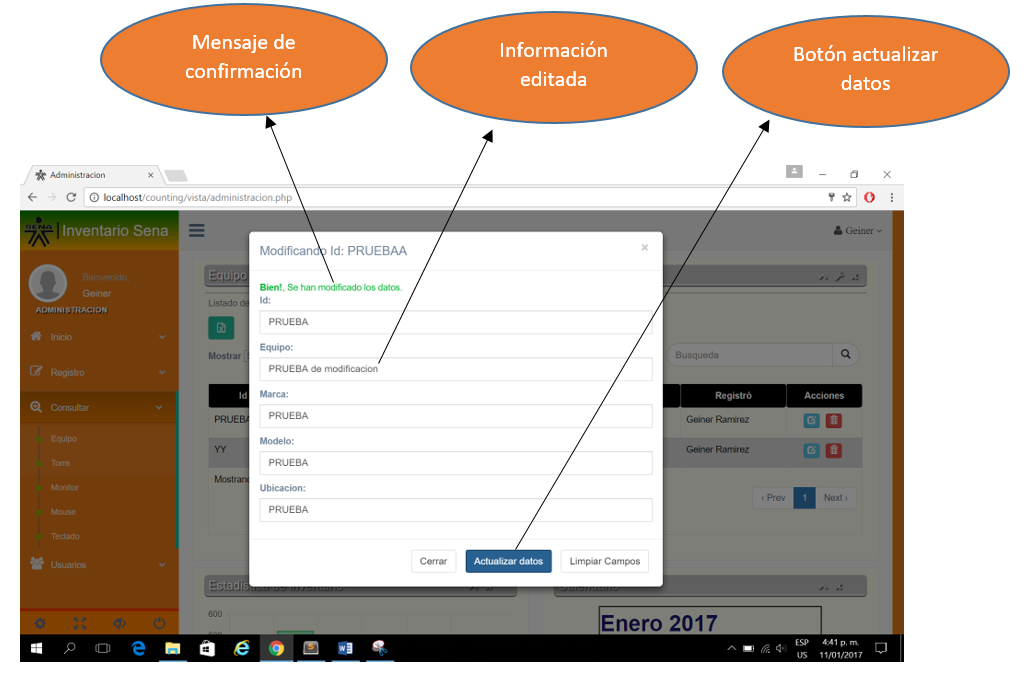 Mensaje de
confirmación
Información
editada
Botón actualizar
datos
Administracion
localhost/counting/vista/administracion.php
SENA
Inventario Sena
Geiner
Bienvenido,
Geiner
ADMINISTRACION
Inicio
Registro
Consultar
Equipo
Torre
Monitor
Mouse
Teclado
Usuarios
Equipo
Listado de
Mostrar
Busqueda
Id
Registró
Acciones
PRUEBA
Geiner Ramirez
YY
Geiner Ramirez
Mostrand
‹ Prev
1
Next ›
Modificando Id: PRUEBAA
×
Bien!, Se han modificado los datos.
Id:
PRUEBA
Equipo:
PRUEBA de modificacion
Marca:
PRUEBA
Modelo:
PRUEBA
Ubicacion:
PRUEBA
Cerrar
Actualizar datos
Limpiar Campos
Estadistica de Inventario
Calendario
600
Enero 2017
ESP
US
4:41 p. m.
11/01/2017